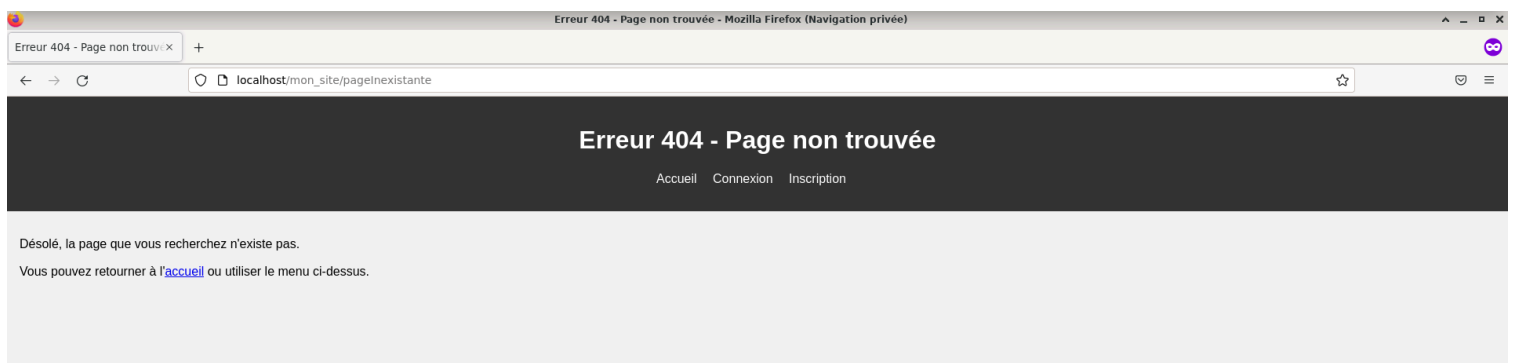 Erreur 404 - Page non trouvée - Mozilla Firefox (Navigation privée)
Erreur 404 - Page non trouvé
localhost/mon_site/pageInexistante
Erreur 404 - Page non trouvée
Accueil Connexion Inscription
Désolé, la page que vous recherchez n'existe pas.
Vous pouvez retourner à l'accueil ou utiliser le menu ci-dessus.